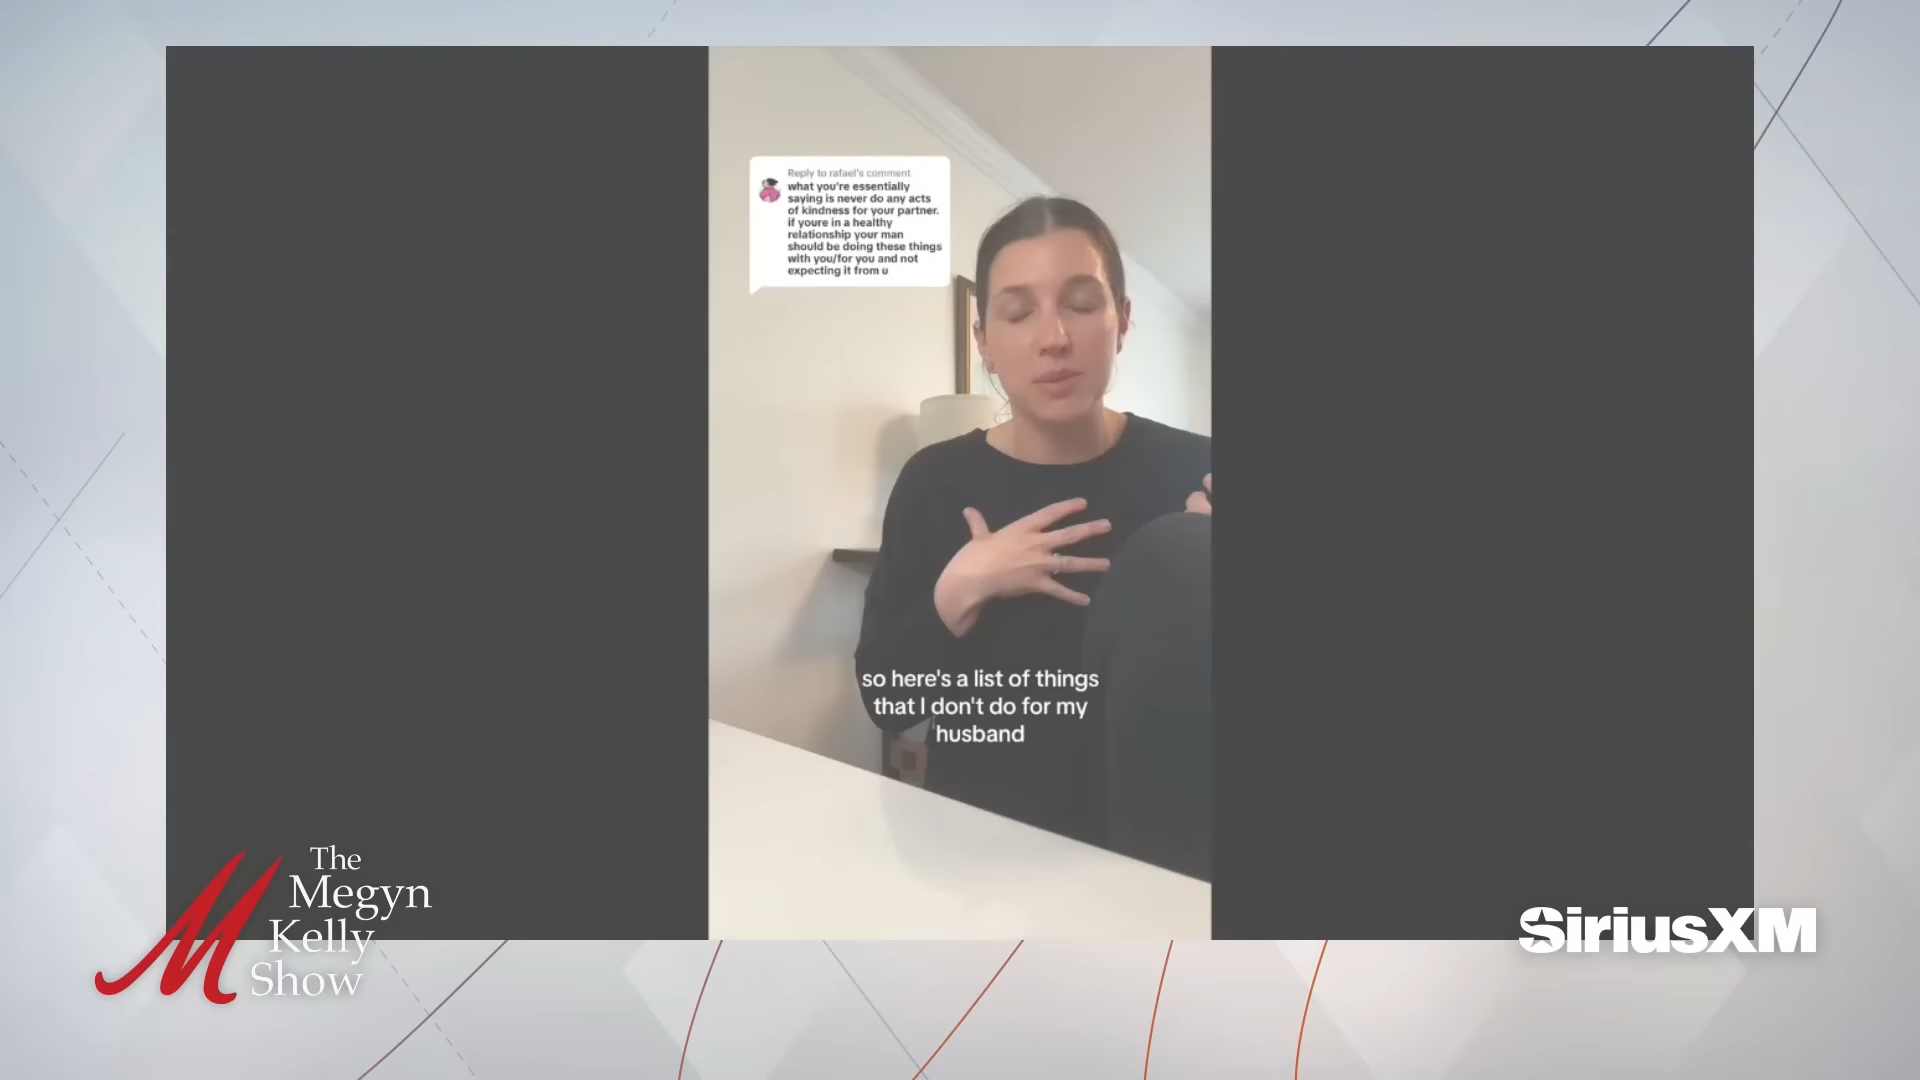 Reply to rafael's comment
what you're essentially
saying is never do any acts
of kindness for your partner.
if youre in a healthy
relationship your man
should be doing these things
with you/for you and not
expecting it from u
so here's a list of things
that I don't do for my
husband
The
Megyn
Kelly
Show
SiriusXM